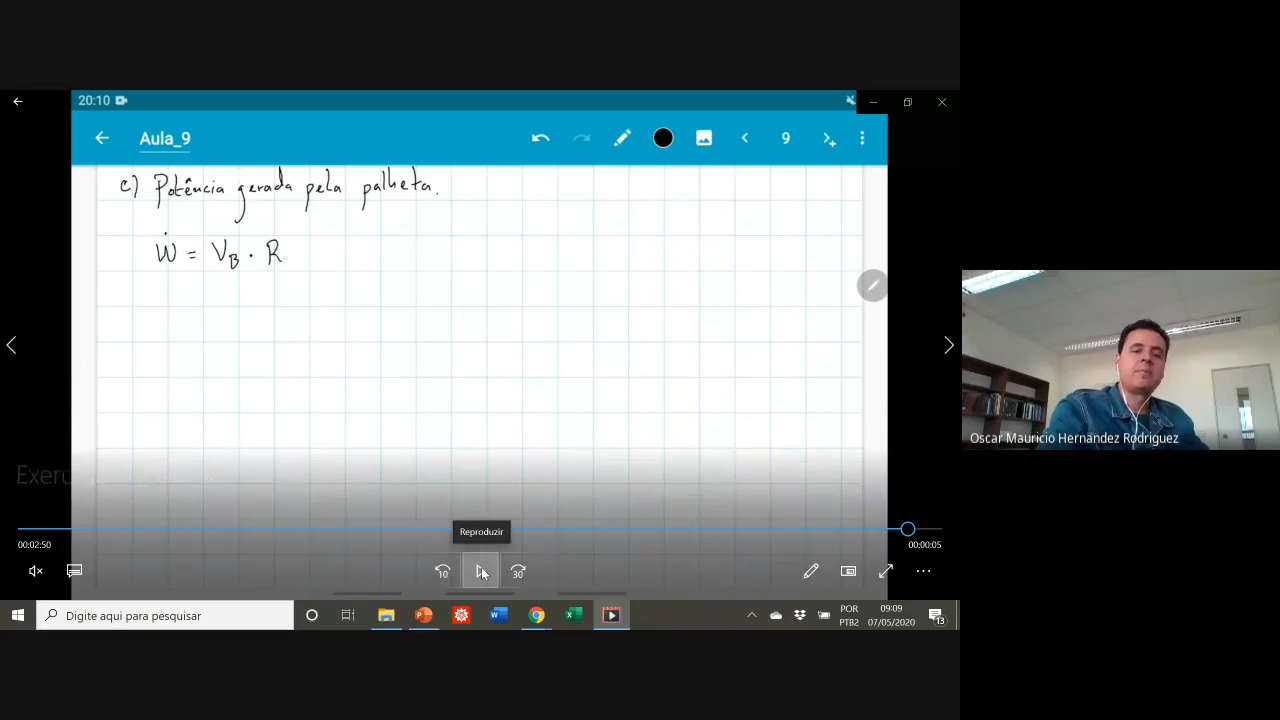 20:10
Aula_9
9
c) Potência gerada pela palheta.
Ẇ = V_B · R
Exerc
Reproduzir
00:02:50
00:00:05
10
30
Oscar Mauricio Hernandez Rodriguez
Digite aqui para pesquisar
POR
PTB2
09:09
07/05/2020
13